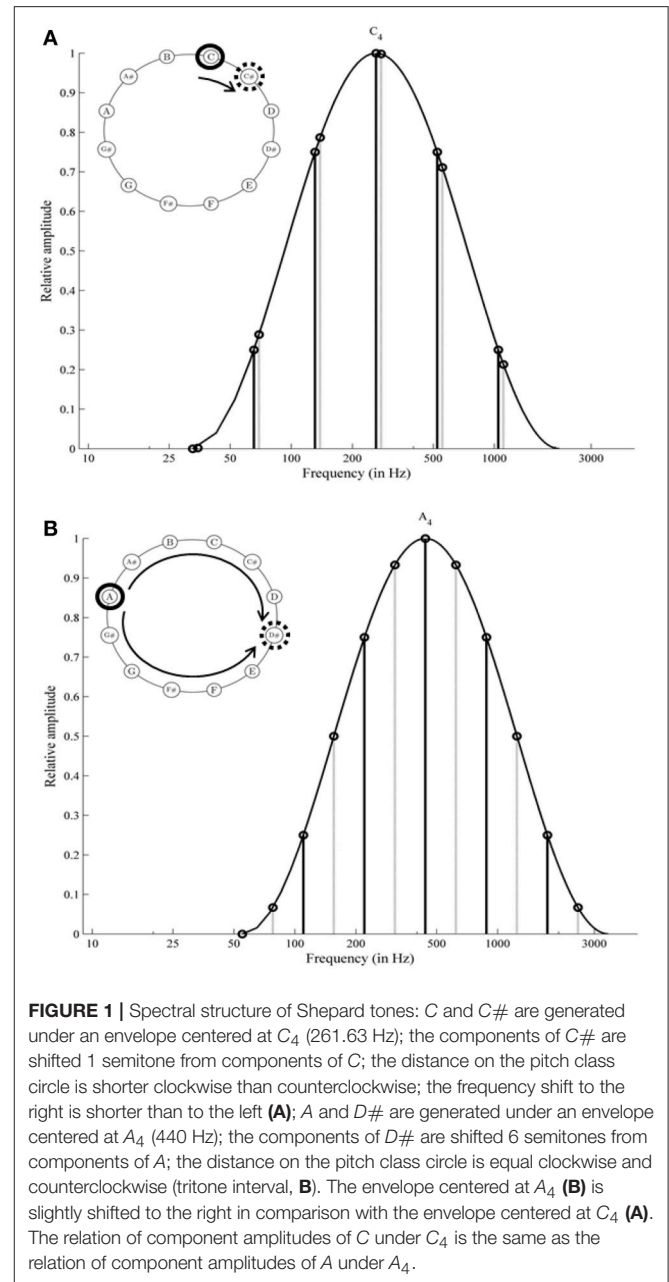 A
C4
1
0.9
0.8
0.7
0.6
0.5
0.4
0.3
0.2
0.1
0
Relative amplitude
B
C
C#
D
D#
E
F
F#
G
G#
A
A#
10 25 50 100 250 500 1000 3000
Frequency (in Hz)
B
A4
1
0.9
0.8
0.7
0.6
0.5
0.4
0.3
0.2
0.1
0
Relative amplitude
B
C
C#
D
D#
E
F
F#
G
G#
A
A#
10 25 50 100 250 500 1000 3000
Frequency (in Hz)
FIGURE 1 | Spectral structure of Shepard tones: C and C# are generated
under an envelope centered at C4 (261.63 Hz); the components of C# are
shifted 1 semitone from components of C; the distance on the pitch class
circle is shorter clockwise than counterclockwise; the frequency shift to the
right is shorter than to the left (A); A and D# are generated under an envelope
centered at A4 (440 Hz); the components of D# are shifted 6 semitones from
components of A; the distance on the pitch class circle is equal clockwise and
counterclockwise (tritone interval, B). The envelope centered at A4 (B) is
slightly shifted to the right in comparison with the envelope centered at C4 (A).
The relation of component amplitudes of C under C4 is the same as the
relation of component amplitudes of A under A4.